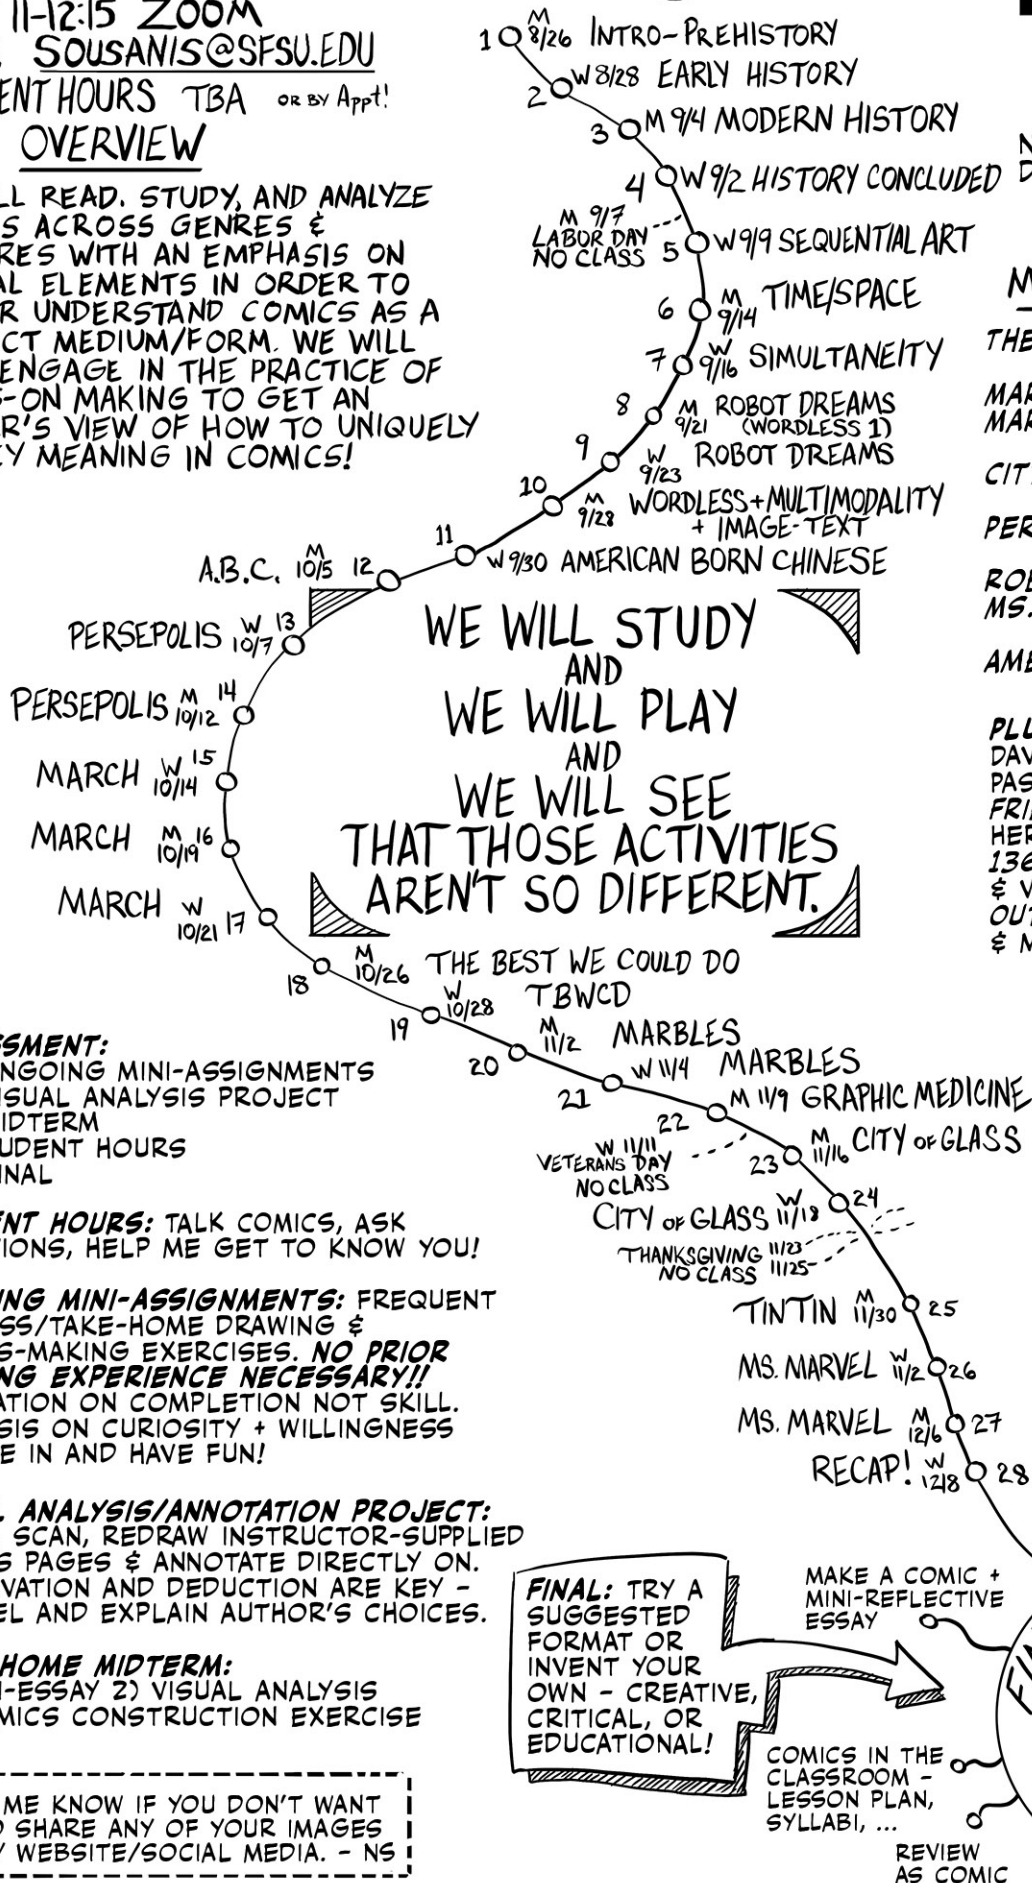 11-12:15 ZOOM
SOUSANIS@SFSU.EDU
ENT HOURS TBA OR BY Appt!
OVERVIEW
LL READ. STUDY, AND ANALYZE
S ACROSS GENRES &
RES WITH AN EMPHASIS ON
AL ELEMENTS IN ORDER TO
R UNDERSTAND COMICS AS A
CT MEDIUM/FORM. WE WILL
ENGAGE IN THE PRACTICE OF
S-ON MAKING TO GET AN
R'S VIEW OF HOW TO UNIQUELY
EY MEANING IN COMICS!
1 M 8/26 INTRO-PREHISTORY
2 W 8/28 EARLY HISTORY
3 M 9/4 MODERN HISTORY
4 W 9/2 HISTORY CONCLUDED
M 9/7
LABOR DAY
NO CLASS
5 W 9/9 SEQUENTIAL ART
6 M 9/14 TIME/SPACE
7 W 9/16 SIMULTANEITY
8 M 9/21 ROBOT DREAMS
(WORDLESS 1)
9 W 9/23 ROBOT DREAMS
10 M 9/28 WORDLESS+MULTIMODALITY
+ IMAGE-TEXT
11 W 9/30 AMERICAN BORN CHINESE
A.B.C. M 10/5 12
PERSEPOLIS W 10/7 13
PERSEPOLIS M 10/12 14
MARCH W 10/14 15
MARCH M 10/19 16
MARCH W 10/21 17
WE WILL STUDY
AND
WE WILL PLAY
AND
WE WILL SEE
THAT THOSE ACTIVITIES
AREN'T SO DIFFERENT.
18 M 10/26 THE BEST WE COULD DO
19 W 10/28 TBWCD
20 M 11/2 MARBLES
21 W 11/4 MARBLES
22 M 11/9 GRAPHIC MEDICINE
W 11/11
VETERANS DAY
NO CLASS
23 M 11/16 CITY OF GLASS
CITY OF GLASS W 11/18 24
THANKSGIVING 11/23
NO CLASS 11/25
TINTIN M 11/30 25
MS. MARVEL W 11/2 26
MS. MARVEL M 12/6 27
RECAP! W 12/8 28
SSMENT:
NGOING MINI-ASSIGNMENTS
ISUAL ANALYSIS PROJECT
IDTERM
UDENT HOURS
INAL
ENT HOURS: TALK COMICS, ASK
TIONS, HELP ME GET TO KNOW YOU!
ING MINI-ASSIGNMENTS: FREQUENT
SS/TAKE-HOME DRAWING &
S-MAKING EXERCISES. NO PRIOR
NG EXPERIENCE NECESSARY!!
ATION ON COMPLETION NOT SKILL.
SIS ON CURIOSITY + WILLINGNESS
E IN AND HAVE FUN!
L ANALYSIS/ANNOTATION PROJECT:
SCAN, REDRAW INSTRUCTOR-SUPPLIED
S PAGES & ANNOTATE DIRECTLY ON.
VATION AND DEDUCTION ARE KEY -
EL AND EXPLAIN AUTHOR'S CHOICES.
HOME MIDTERM:
I-ESSAY 2) VISUAL ANALYSIS
MICS CONSTRUCTION EXERCISE
ME KNOW IF YOU DON'T WANT
O SHARE ANY OF YOUR IMAGES
Y WEBSITE/SOCIAL MEDIA. - NS
FINAL: TRY A
SUGGESTED
FORMAT OR
INVENT YOUR
OWN - CREATIVE,
CRITICAL, OR
EDUCATIONAL!
MAKE A COMIC +
MINI-REFLECTIVE
ESSAY
COMICS IN THE
CLASSROOM -
LESSON PLAN,
SYLLABI, ...
REVIEW
AS COMIC
THE
MAR
MAR
CIT
PER
ROB
MS.
AME
PLU
DAV
PAS
FRI
HER
136
& V
OUT
& M